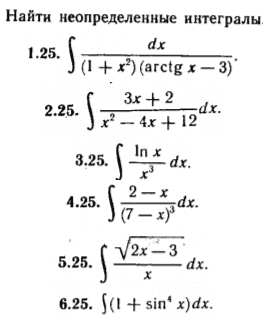 Найти неопределенные интегралы.
1.25. ∫ dx / ((1 + x²) (arctg x — 3))
2.25. ∫ (3x + 2) / (x² — 4x + 12) dx.
3.25. ∫ ln x / x³ dx.
4.25. ∫ (2 — x) / (7 — x)³ dx.
5.25. ∫ √(2x — 3) / x dx.
6.25. ∫(1 + sin⁴ x) dx.